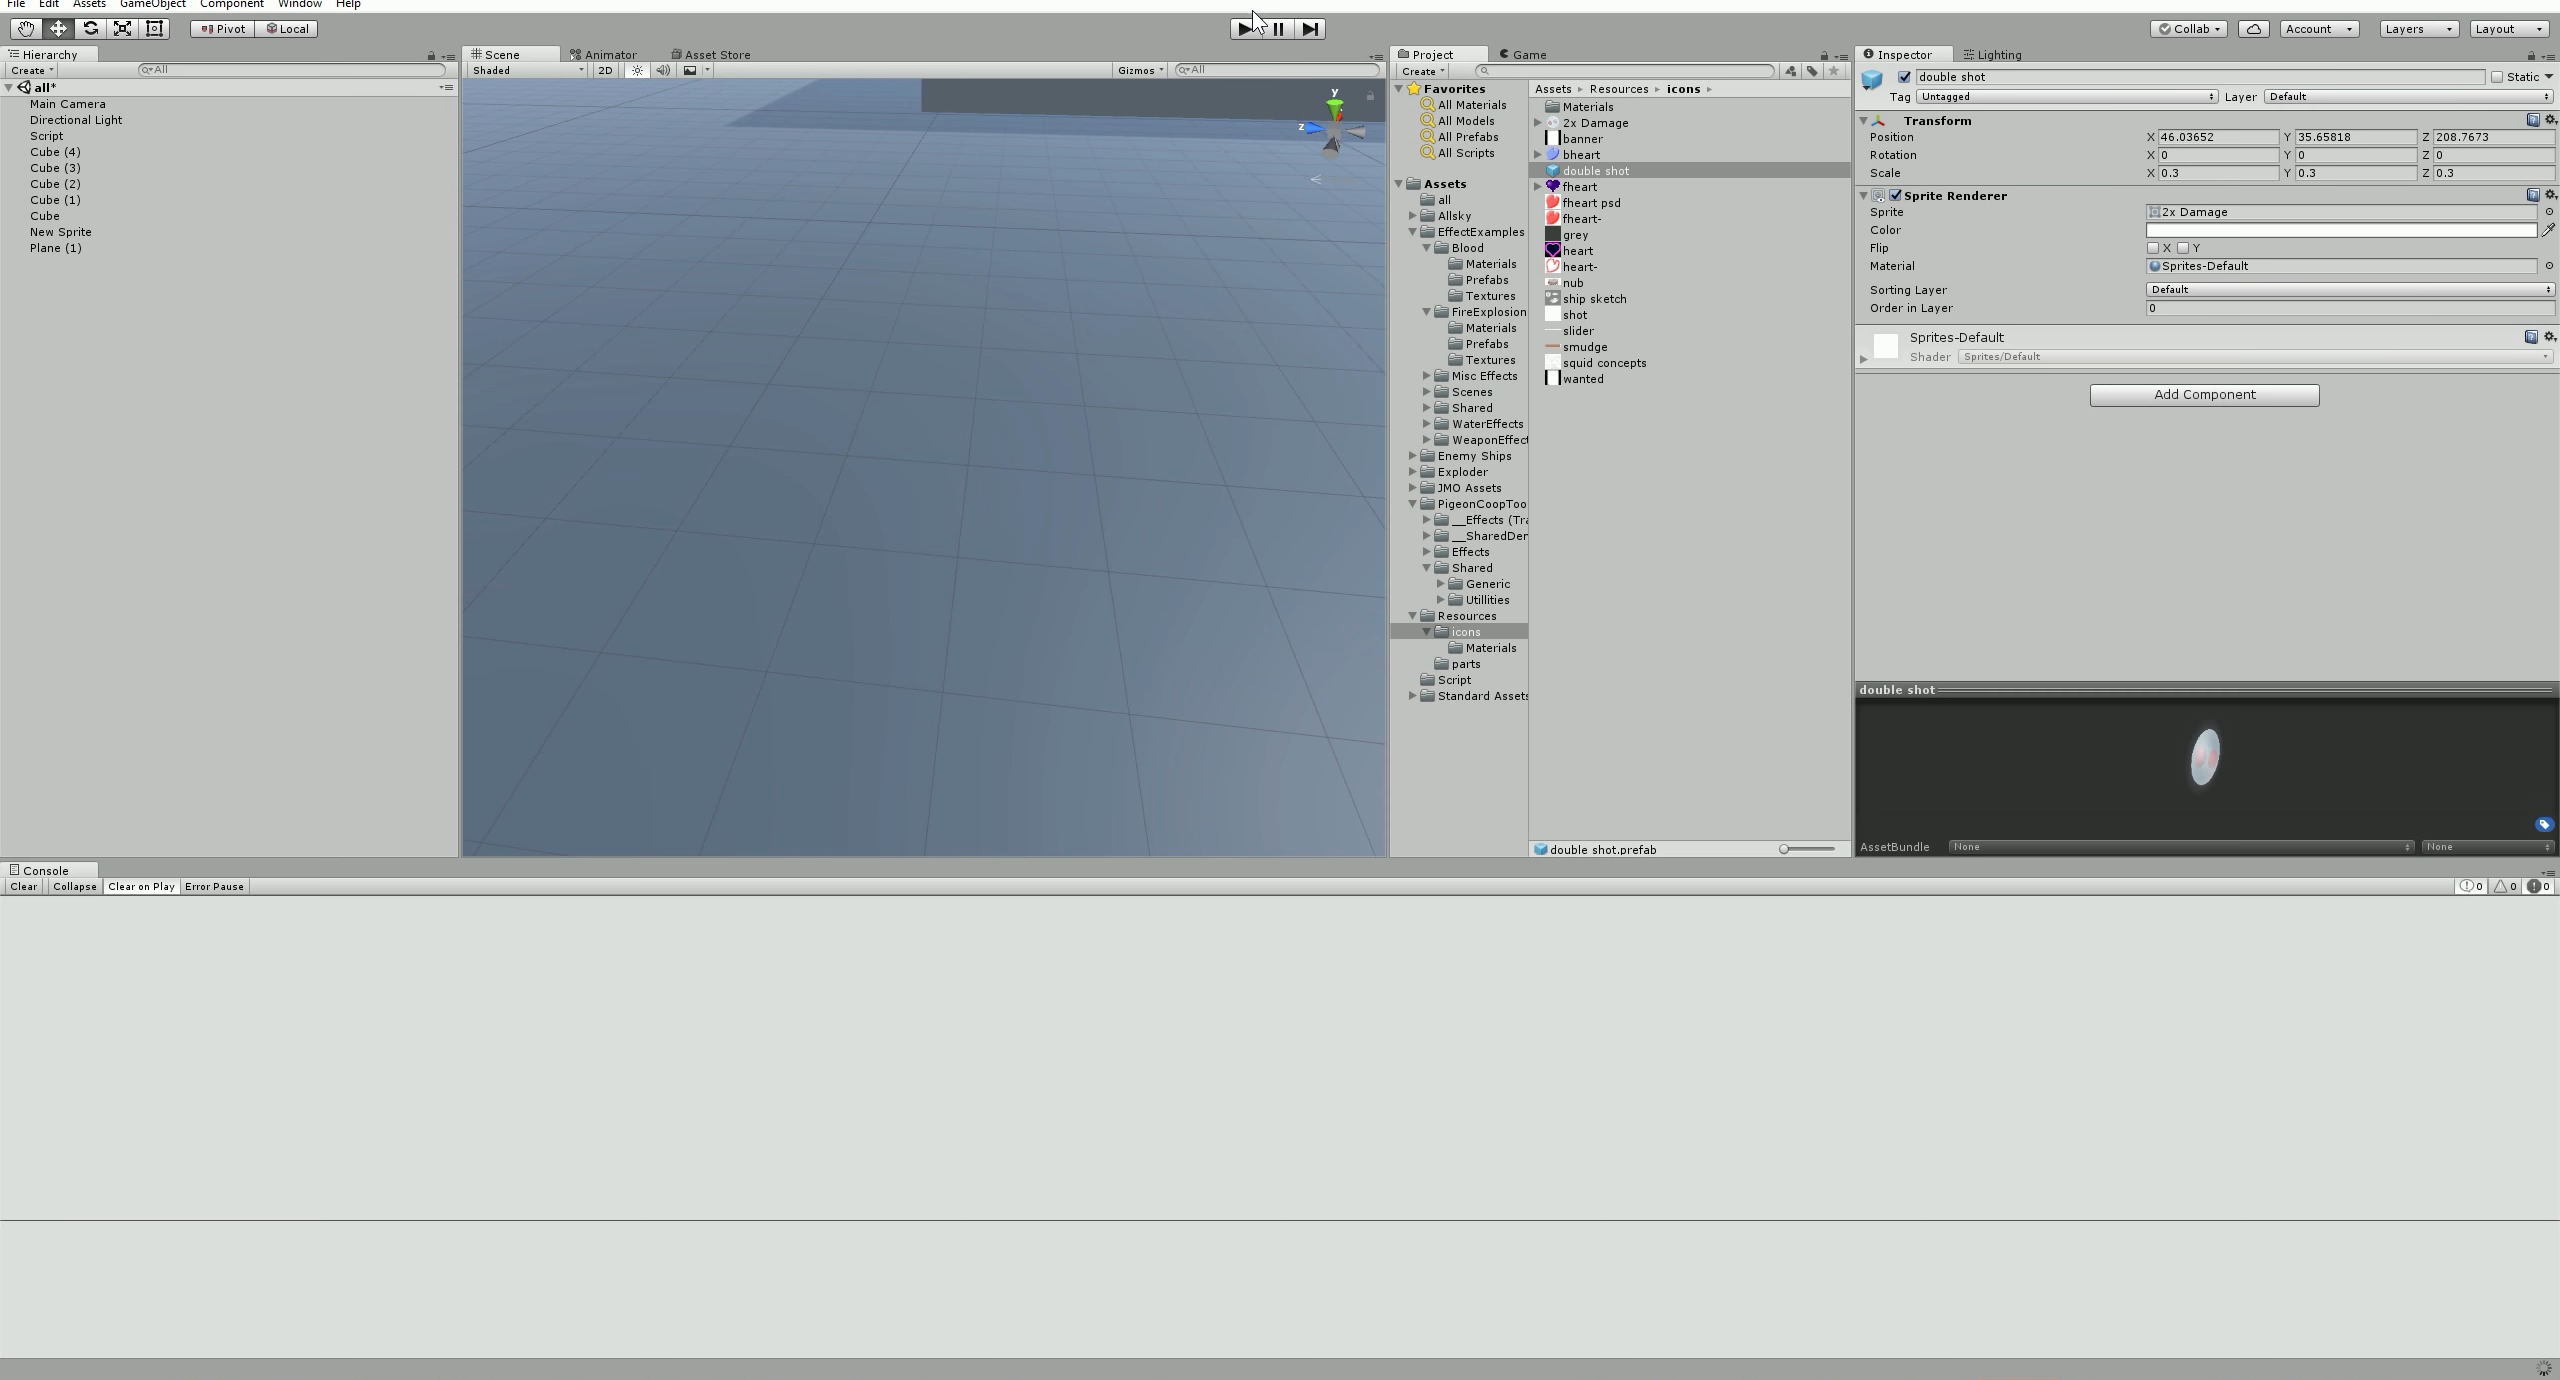 File Edit Assets GameObject Component Window Help
Pivot Local Collab Account Layers Layout
Hierarchy
Create All
all*
Main Camera
Directional Light
Script
Cube (4)
Cube (3)
Cube (2)
Cube (1)
Cube
New Sprite
Plane (1)
Scene Animator Asset Store
Shaded 2D Gizmos All
y
z
Project Game
Create
Favorites
All Materials
All Models
All Prefabs
All Scripts
Assets
all
Allsky
EffectExamples
Blood
Materials
Prefabs
Textures
FireExplosion
Materials
Prefabs
Textures
Misc Effects
Scenes
Shared
WaterEffects
WeaponEffect
Enemy Ships
Exploder
JMO Assets
PigeonCoopToo
__Effects (Tra
__SharedDer
Effects
Shared
Generic
Utillities
Resources
icons
Materials
parts
Script
Standard Assets
Assets Resources icons
Materials
2x Damage
banner
bheart
double shot
fheart
fheart psd
fheart-
grey
heart
heart-
nub
ship sketch
shot
slider
smudge
squid concepts
wanted
double shot.prefab
Inspector Lighting
double shot Static
Tag Untagged Layer Default
Transform
Position X 46.03652 Y 35.65818 Z 208.7673
Rotation X 0 Y 0 Z 0
Scale X 0.3 Y 0.3 Z 0.3
Sprite Renderer
Sprite 2x Damage
Color
Flip X Y
Material Sprites-Default
Sorting Layer Default
Order in Layer 0
Sprites-Default
Shader Sprites/Default
Add Component
double shot
AssetBundle None None
Console
Clear Collapse Clear on Play Error Pause 0 0 0